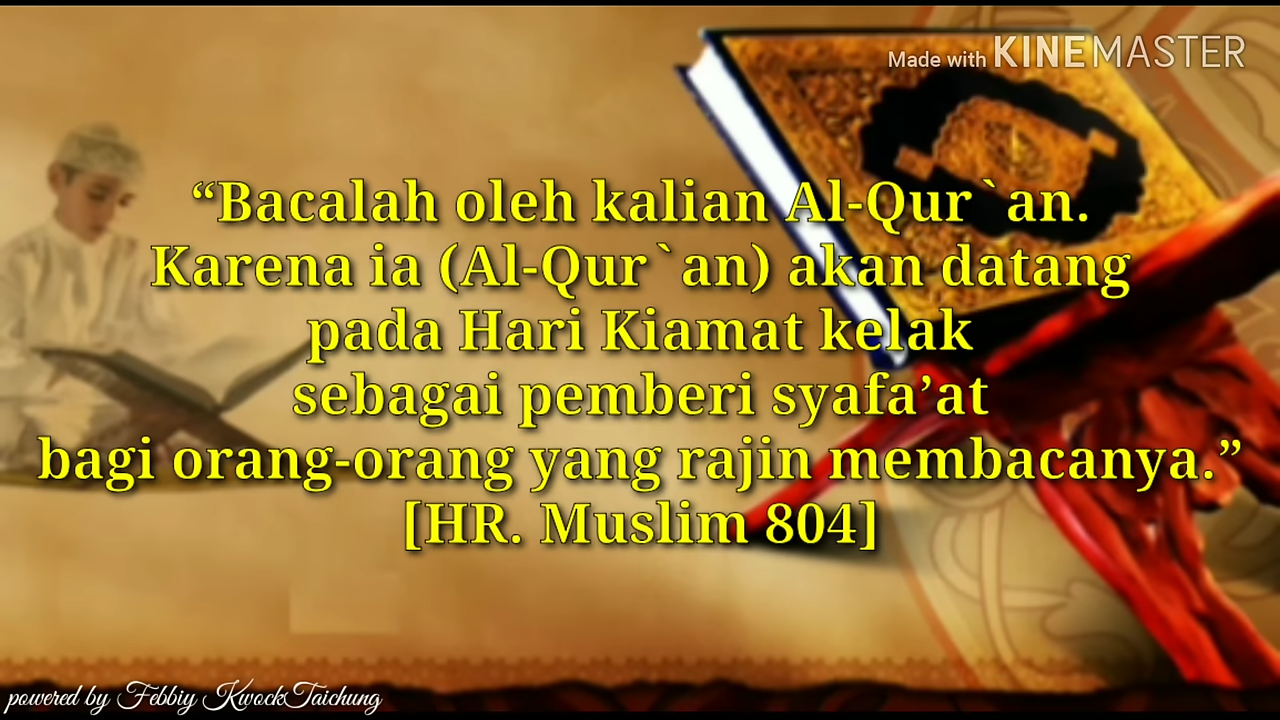 Made with KINEMASTER
“Bacalah oleh kalian Al-Qur`an.
Karena ia (Al-Qur`an) akan datang
pada Hari Kiamat kelak
sebagai pemberi syafa’at
bagi orang-orang yang rajin membacanya.”
[HR. Muslim 804]
powered by Febbiy KwockTaichung